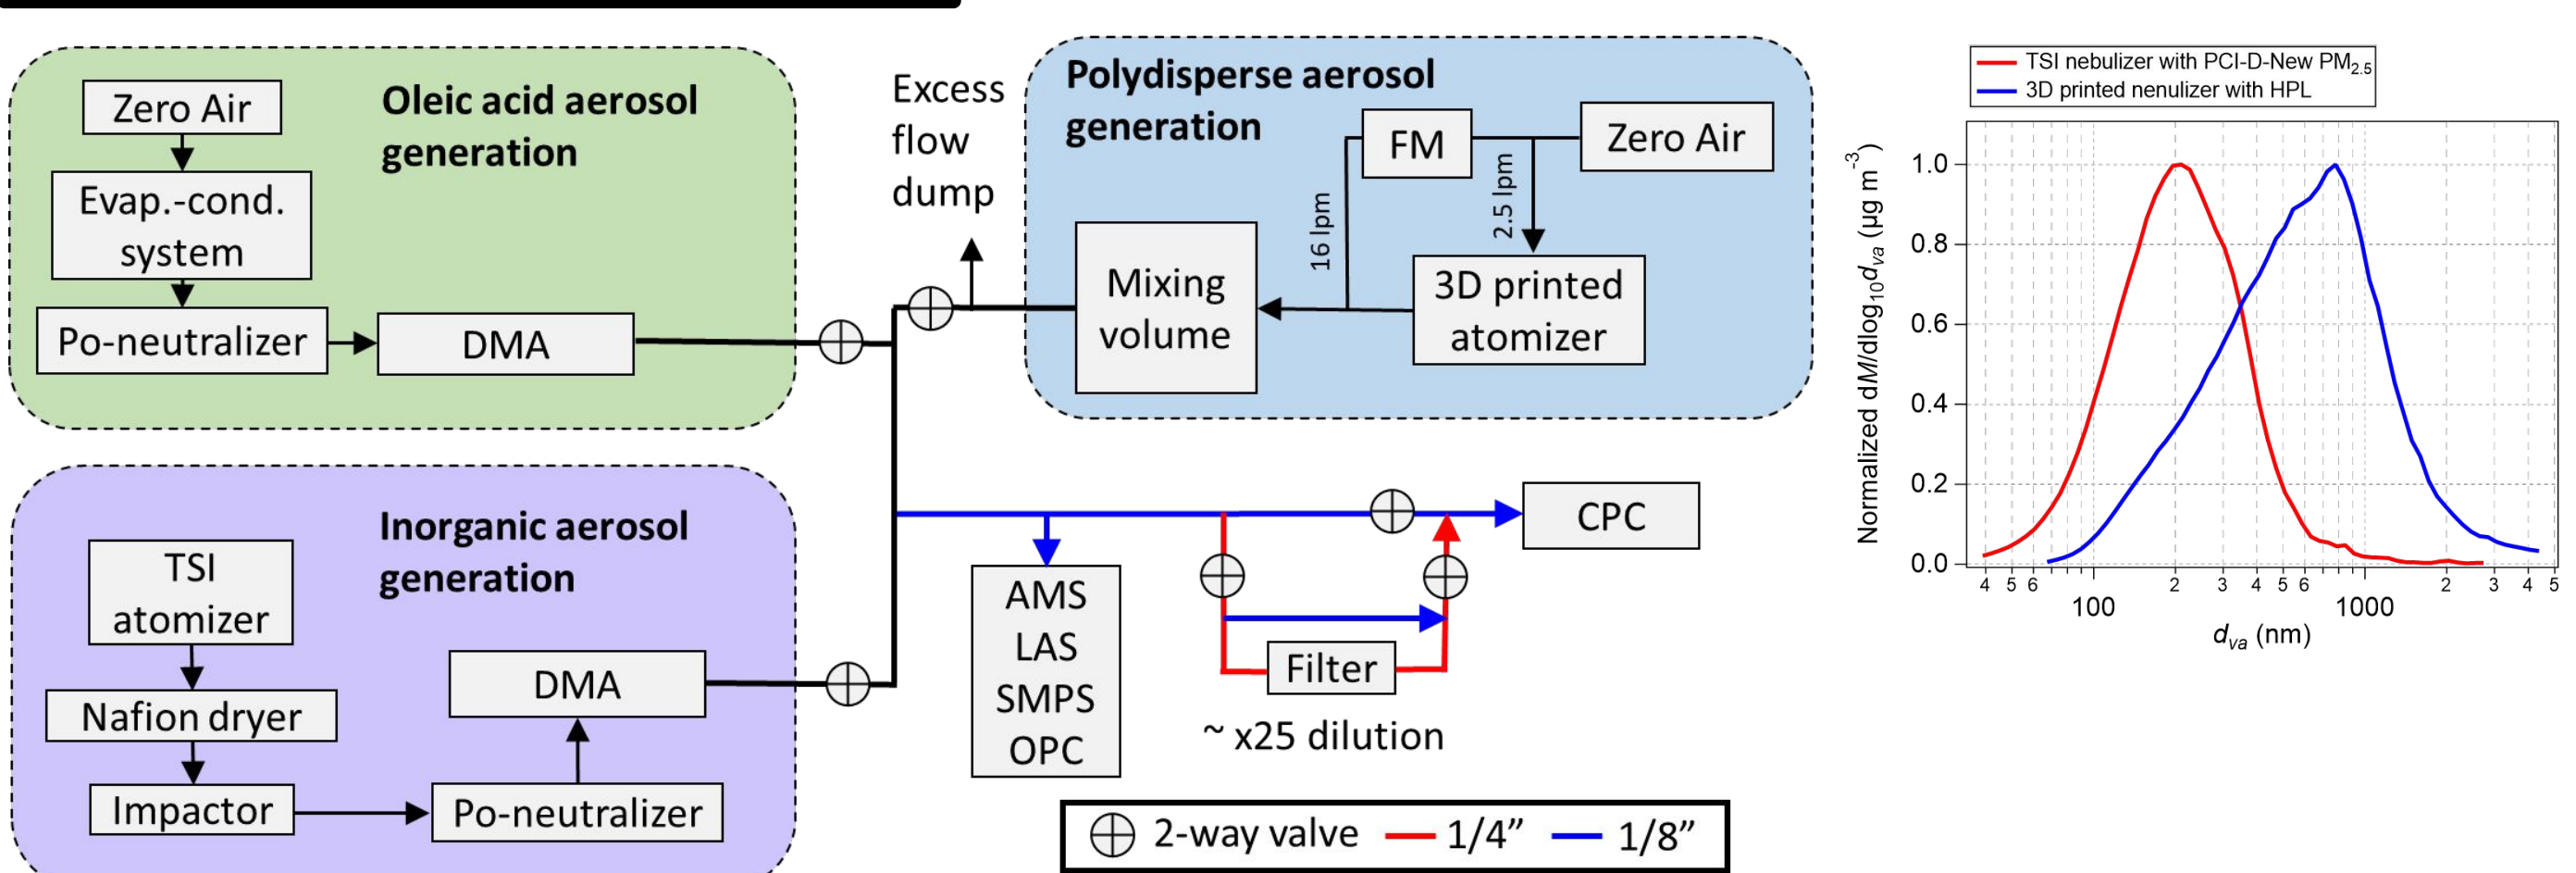 Oleic acid aerosol
generation
Zero Air
Evap.-cond.
system
Po-neutralizer
DMA
Excess
flow
dump
Polydisperse aerosol
generation
FM
Zero Air
16 lpm
2.5 lpm
Mixing
volume
3D printed
atomizer
Inorganic aerosol
generation
TSI
atomizer
Nafion dryer
Impactor
Po-neutralizer
DMA
CPC
AMS
LAS
SMPS
OPC
Filter
~ x25 dilution
2-way valve 1/4” 1/8”
TSI nebulizer with PCI-D-New PM2.5
3D printed nenulizer with HPL
Normalized dM/dlog10dva (µg m-3)
1.0
0.8
0.6
0.4
0.2
0.0
4 5 6 2 3 4 5 6 2 3 4 5
100 1000
dva (nm)